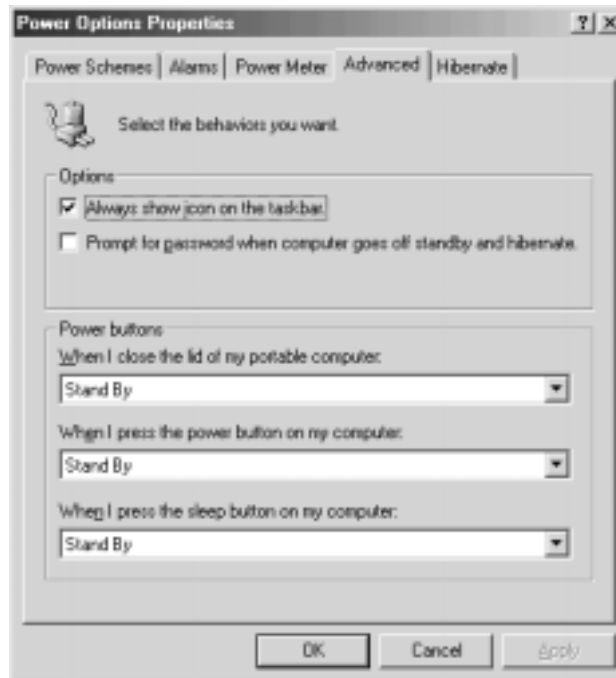 Power Options Properties
Power Schemes Alarms Power Meter Advanced Hibernate
Select the behaviors you want.
Options
Always show icon on the taskbar.
Prompt for password when computer goes off standby and hibernate.
Power buttons
When I close the lid of my portable computer:
Stand By
When I press the power button on my computer:
Stand By
When I press the sleep button on my computer:
Stand By
OK Cancel Apply